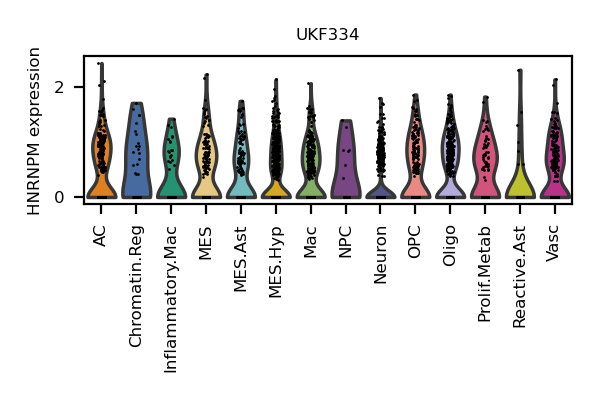 UKF334
HNRNPM expression
2
0
AC
Chromatin.Reg
Inflammatory.Mac
MES
MES.Ast
MES.Hyp
Mac
NPC
Neuron
OPC
Oligo
Prolif.Metab
Reactive.Ast
Vasc